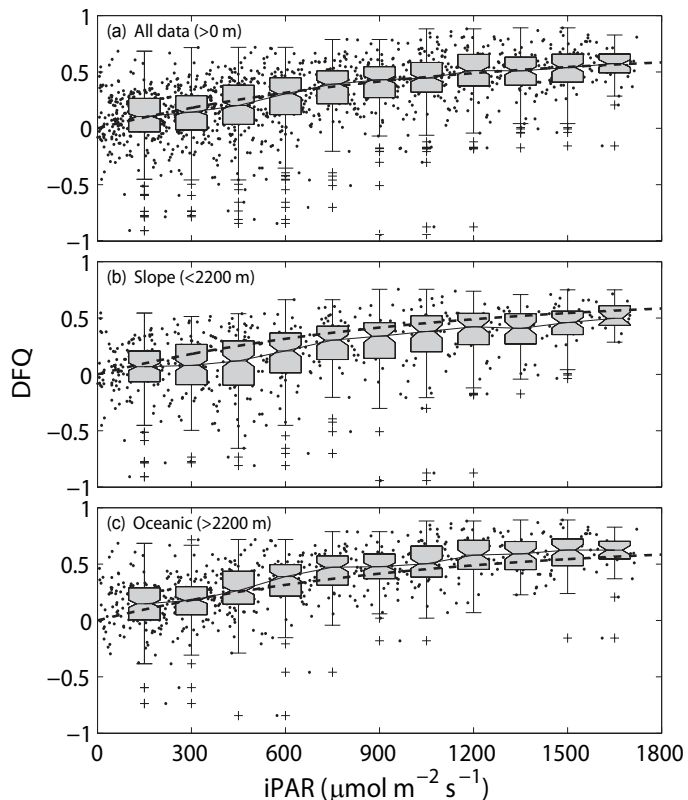 (a) All data (>0 m)
1
0.5
0
−0.5
−1
(b) Slope (<2200 m)
1
0.5
0
−0.5
−1
(c) Oceanic (>2200 m)
1
0.5
0
−0.5
−1
DFQ
0 300 600 900 1200 1500 1800
iPAR (μmol m⁻² s⁻¹)